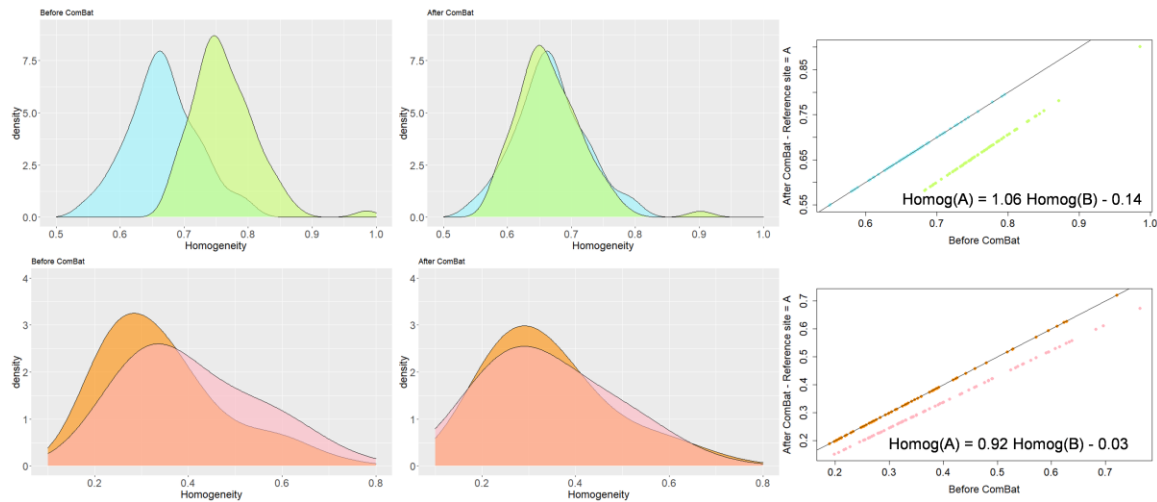 Before ComBat
density
7.5
5.0
2.5
0.0
0.5 0.6 0.7 0.8 0.9 1.0
Homogeneity
After ComBat
density
7.5
5.0
2.5
0.0
0.5 0.6 0.7 0.8 0.9 1.0
Homogeneity
After ComBat - Reference site = A
0.85
0.75
0.65
0.55
Homog(A) = 1.06 Homog(B) - 0.14
0.6 0.7 0.8 0.9 1.0
Before ComBat
Before ComBat
density
4
3
2
1
0
0.2 0.4 0.6 0.8
Homogeneity
After ComBat
density
4
3
2
1
0
0.2 0.4 0.6 0.8
Homogeneity
After ComBat - Reference site = A
0.7
0.6
0.5
0.4
0.3
0.2
Homog(A) = 0.92 Homog(B) - 0.03
0.2 0.3 0.4 0.5 0.6 0.7
Before ComBat